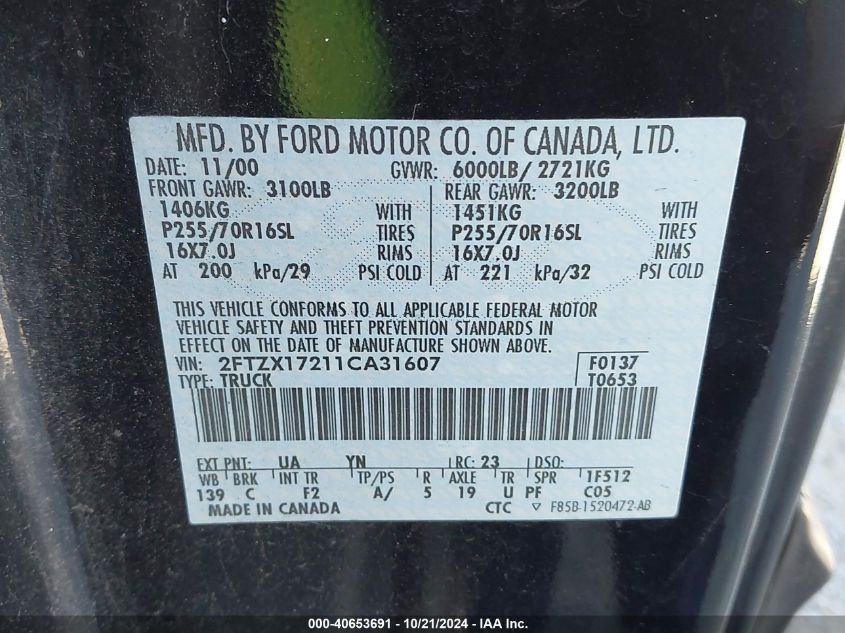 MFD. BY FORD MOTOR CO. OF CANADA, LTD.
DATE: 11/00 GVWR: 6000LB/ 2721KG
FRONT GAWR: 3100LB REAR GAWR: 3200LB
1406KG WITH 1451KG WITH
P255/70R16SL TIRES P255/70R16SL TIRES
16X7.0J RIMS 16X7.0J RIMS
AT 200 kPa/29 PSI COLD AT 221 kPa/32 PSI COLD
THIS VEHICLE CONFORMS TO ALL APPLICABLE FEDERAL MOTOR
VEHICLE SAFETY AND THEFT PREVENTION STANDARDS IN
EFFECT ON THE DATE OF MANUFACTURE SHOWN ABOVE.
VIN: 2FTZX17211CA31607 F0137
TYPE: TRUCK T0653
EXT PNT: UA YN RC: 23 DSO:
WB BRK INT TR TP/PS R AXLE TR SPR 1F512
139 C F2 A/ 5 19 U PF C05
MADE IN CANADA CTC ▽ F85B-1520472-AB
000-40653691 - 10/21/2024 - IAA Inc.